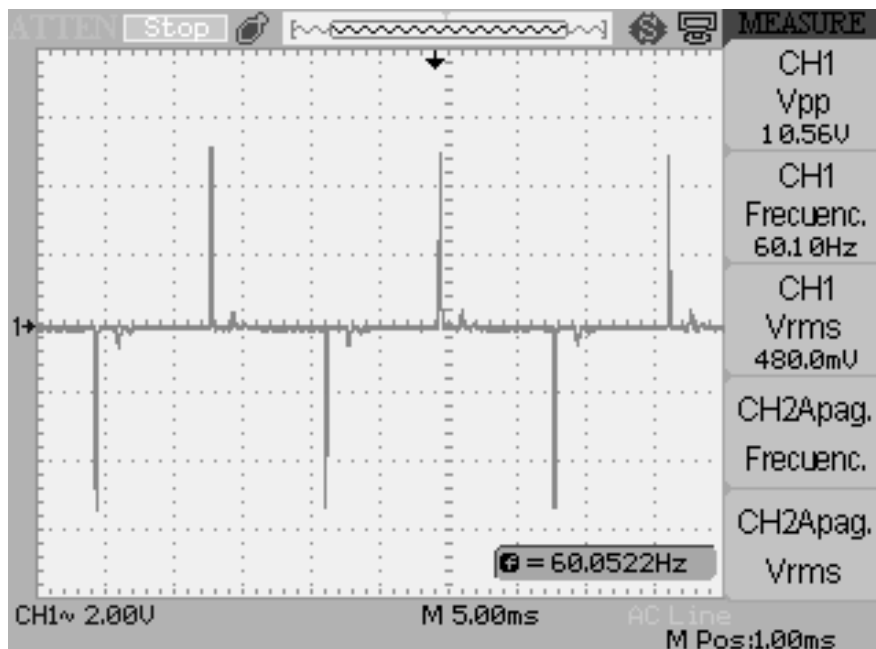 ATTEN Stop S MEASURE
CH1
Vpp
10.56V
CH1
Frecuenc.
60.10Hz
CH1
Vrms
480.0mV
CH2Apag.
Frecuenc.
CH2Apag.
Vrms
1
f = 60.0522Hz
CH1~ 2.00V M 5.00ms AC Line
M Pos:1.00ms